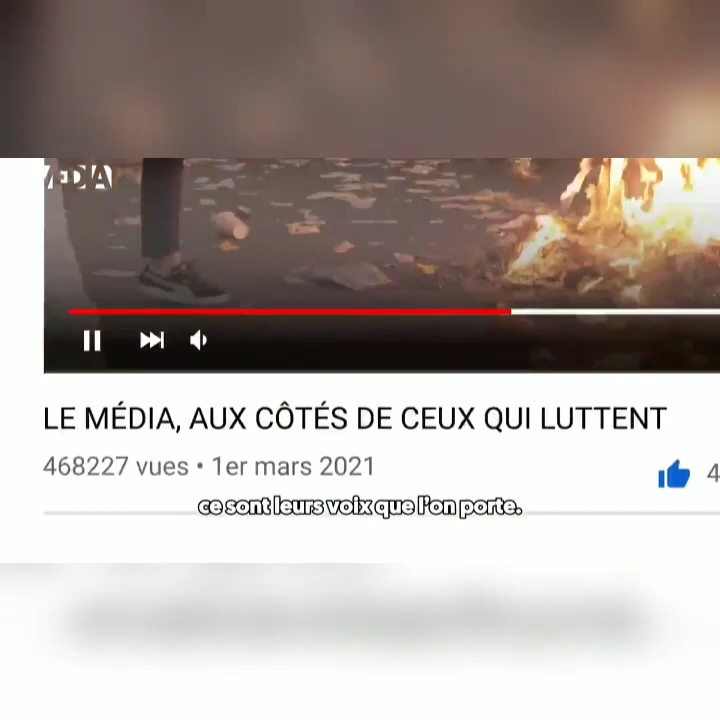 MÉDIA
LE MÉDIA, AUX CÔTÉS DE CEUX QUI LUTTENT
468227 vues • 1er mars 2021
4
ce sont leurs voix que l'on porte.